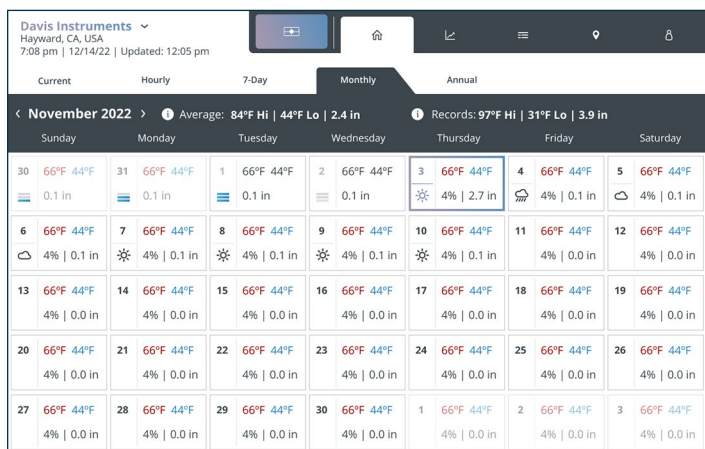 Davis Instruments
Hayward, CA, USA
7:08 pm | 12/14/22 | Updated: 12:05 pm
Current Hourly 7-Day Monthly Annual
< November 2022 > i Average: 84°F Hi | 44°F Lo | 2.4 in i Records: 97°F Hi | 31°F Lo | 3.9 in
Sunday Monday Tuesday Wednesday Thursday Friday Saturday
30 66°F 44°F 31 66°F 44°F 1 66°F 44°F 2 66°F 44°F 3 66°F 44°F 4 66°F 44°F 5 66°F 44°F
0.1 in 0.1 in 0.1 in 0.1 in 4% | 2.7 in 4% | 0.1 in 4% | 0.1 in
6 66°F 44°F 7 66°F 44°F 8 66°F 44°F 9 66°F 44°F 10 66°F 44°F 11 66°F 44°F 12 66°F 44°F
4% | 0.1 in 4% | 0.1 in 4% | 0.1 in 4% | 0.1 in 4% | 0.1 in 4% | 0.0 in 4% | 0.0 in
13 66°F 44°F 14 66°F 44°F 15 66°F 44°F 16 66°F 44°F 17 66°F 44°F 18 66°F 44°F 19 66°F 44°F
4% | 0.0 in 4% | 0.0 in 4% | 0.0 in 4% | 0.0 in 4% | 0.0 in 4% | 0.0 in 4% | 0.0 in
20 66°F 44°F 21 66°F 44°F 22 66°F 44°F 23 66°F 44°F 24 66°F 44°F 25 66°F 44°F 26 66°F 44°F
4% | 0.0 in 4% | 0.0 in 4% | 0.0 in 4% | 0.0 in 4% | 0.0 in 4% | 0.0 in 4% | 0.0 in
27 66°F 44°F 28 66°F 44°F 29 66°F 44°F 30 66°F 44°F 1 66°F 44°F 2 66°F 44°F 3 66°F 44°F
4% | 0.0 in 4% | 0.0 in 4% | 0.0 in 4% | 0.0 in 4% | 0.0 in 4% | 0.0 in 4% | 0.0 in